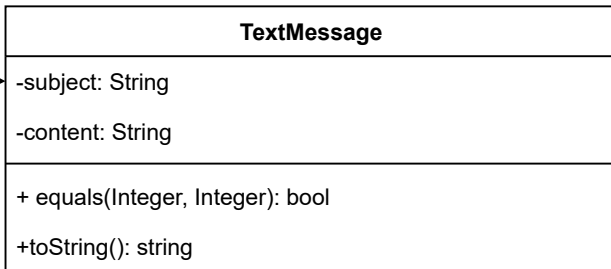 TextMessage
-subject: String
-content: String
+ equals(Integer, Integer): bool
+toString(): string